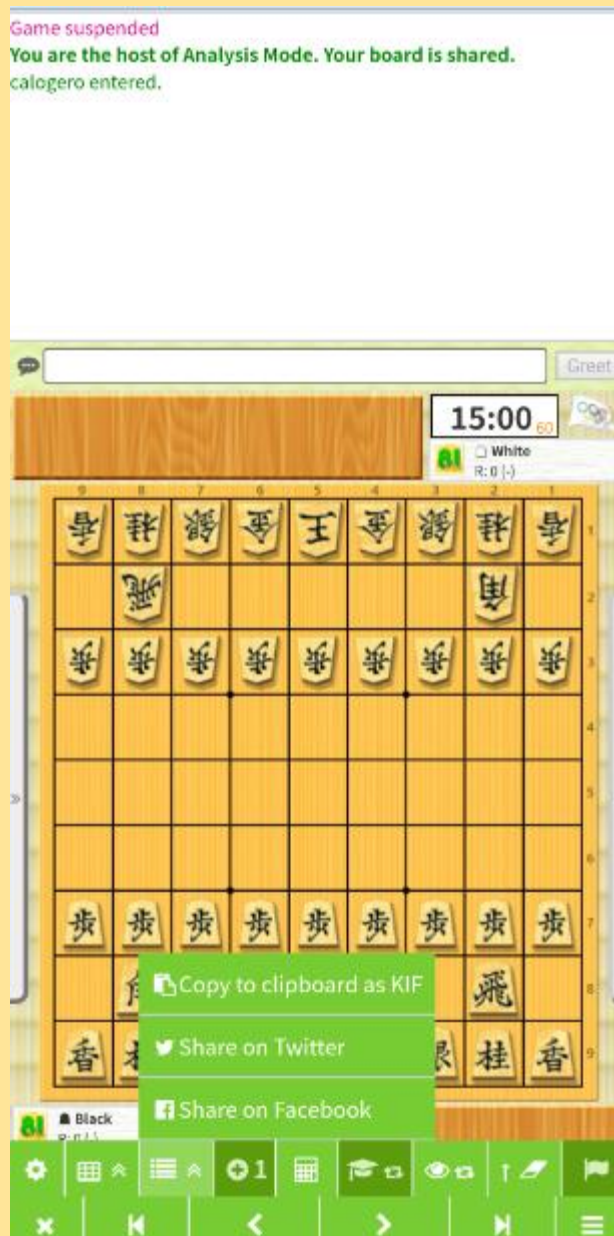 Game suspended
You are the host of Analysis Mode. Your board is shared.
calogero entered.
Greet
15:00 60
81 White
R: 0 (-)
9 8 7 6 5 4 3 2 1
香 桂 銀 金 王 金 銀 桂 香 1
飛 角 2
歩 歩 歩 歩 歩 歩 歩 歩 歩 3
4
5
6
歩 歩 歩 歩 歩 歩 歩 歩 歩 7
飛 8
Copy to clipboard as KIF
香 桂 香 9
Share on Twitter
Share on Facebook
81 Black
1